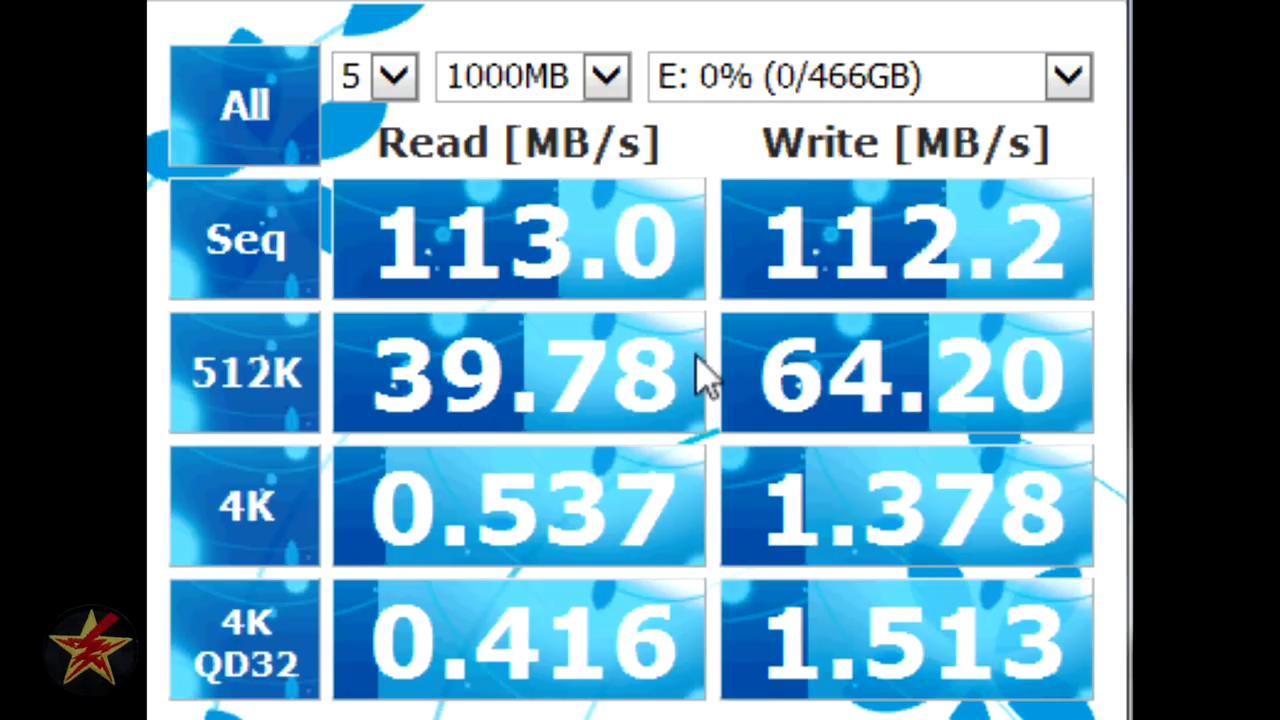 All 5 1000MB E: 0% (0/466GB)
Read [MB/s] Write [MB/s]
Seq 113.0 112.2
512K 39.78 64.20
4K 0.537 1.378
4K QD32 0.416 1.513